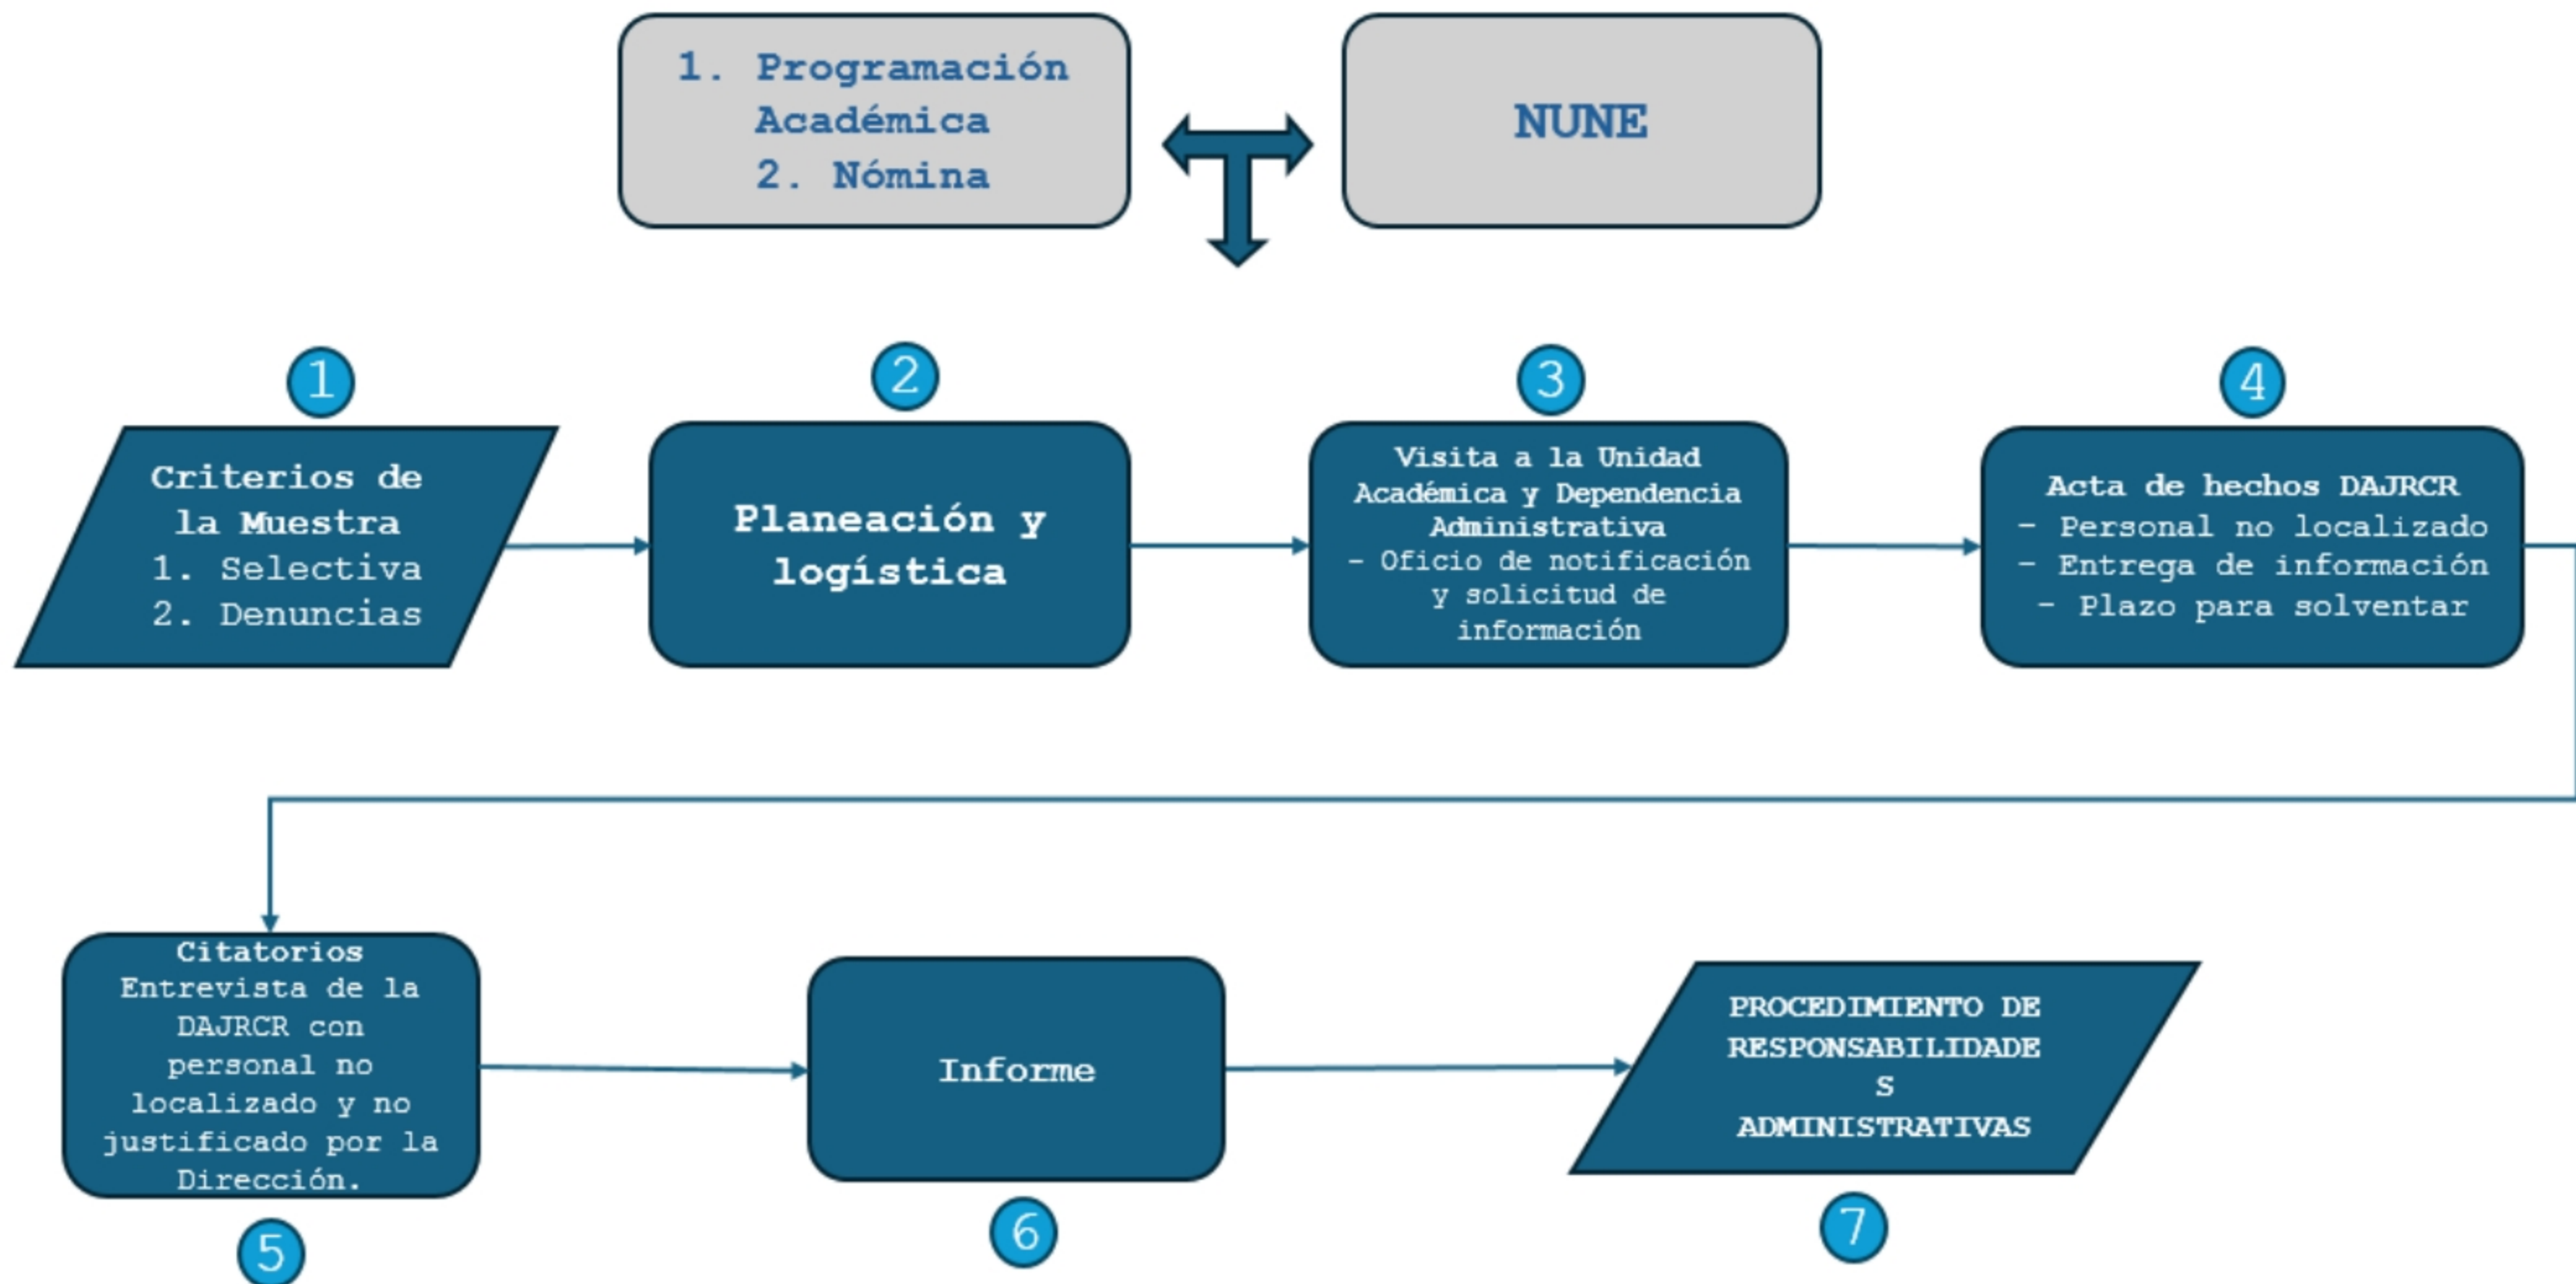 1. Programación
Académica
2. Nómina
NUNE
1
Criterios de
la Muestra
1. Selectiva
2. Denuncias
2
Planeación y
logística
3
Visita a la Unidad
Académica y Dependencia
Administrativa
- Oficio de notificación
y solicitud de
información
4
Acta de hechos DAJRCR
- Personal no localizado
- Entrega de información
- Plazo para solventar
Citatorios
Entrevista de la
DAJRCR con
personal no
localizado y no
justificado por la
Dirección.
5
Informe
6
PROCEDIMIENTO DE
RESPONSABILIDADE
S
ADMINISTRATIVAS
7